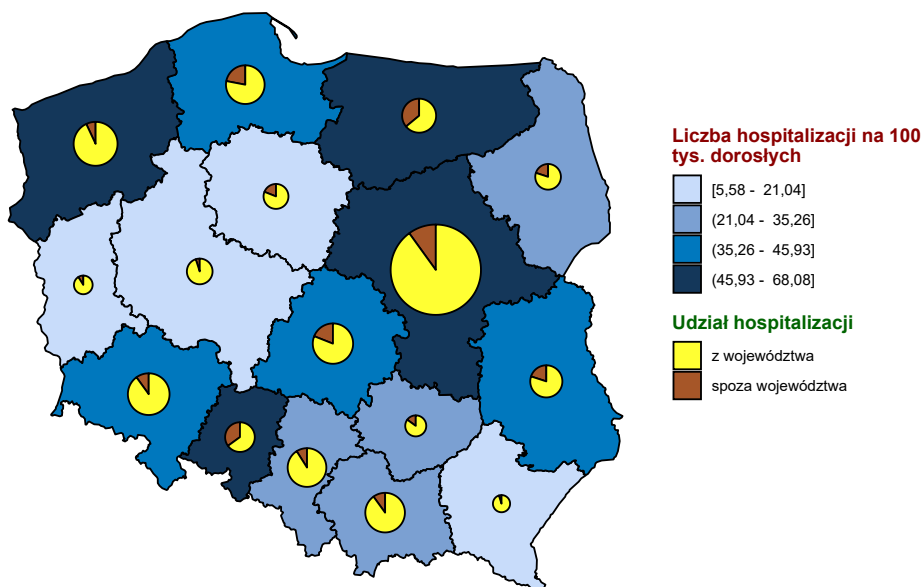 Liczba hospitalizacji na 100
tys. dorosłych
[5,58 - 21,04]
(21,04 - 35,26]
(35,26 - 45,93]
(45,93 - 68,08]
Udział hospitalizacji
z województwa
spoza województwa